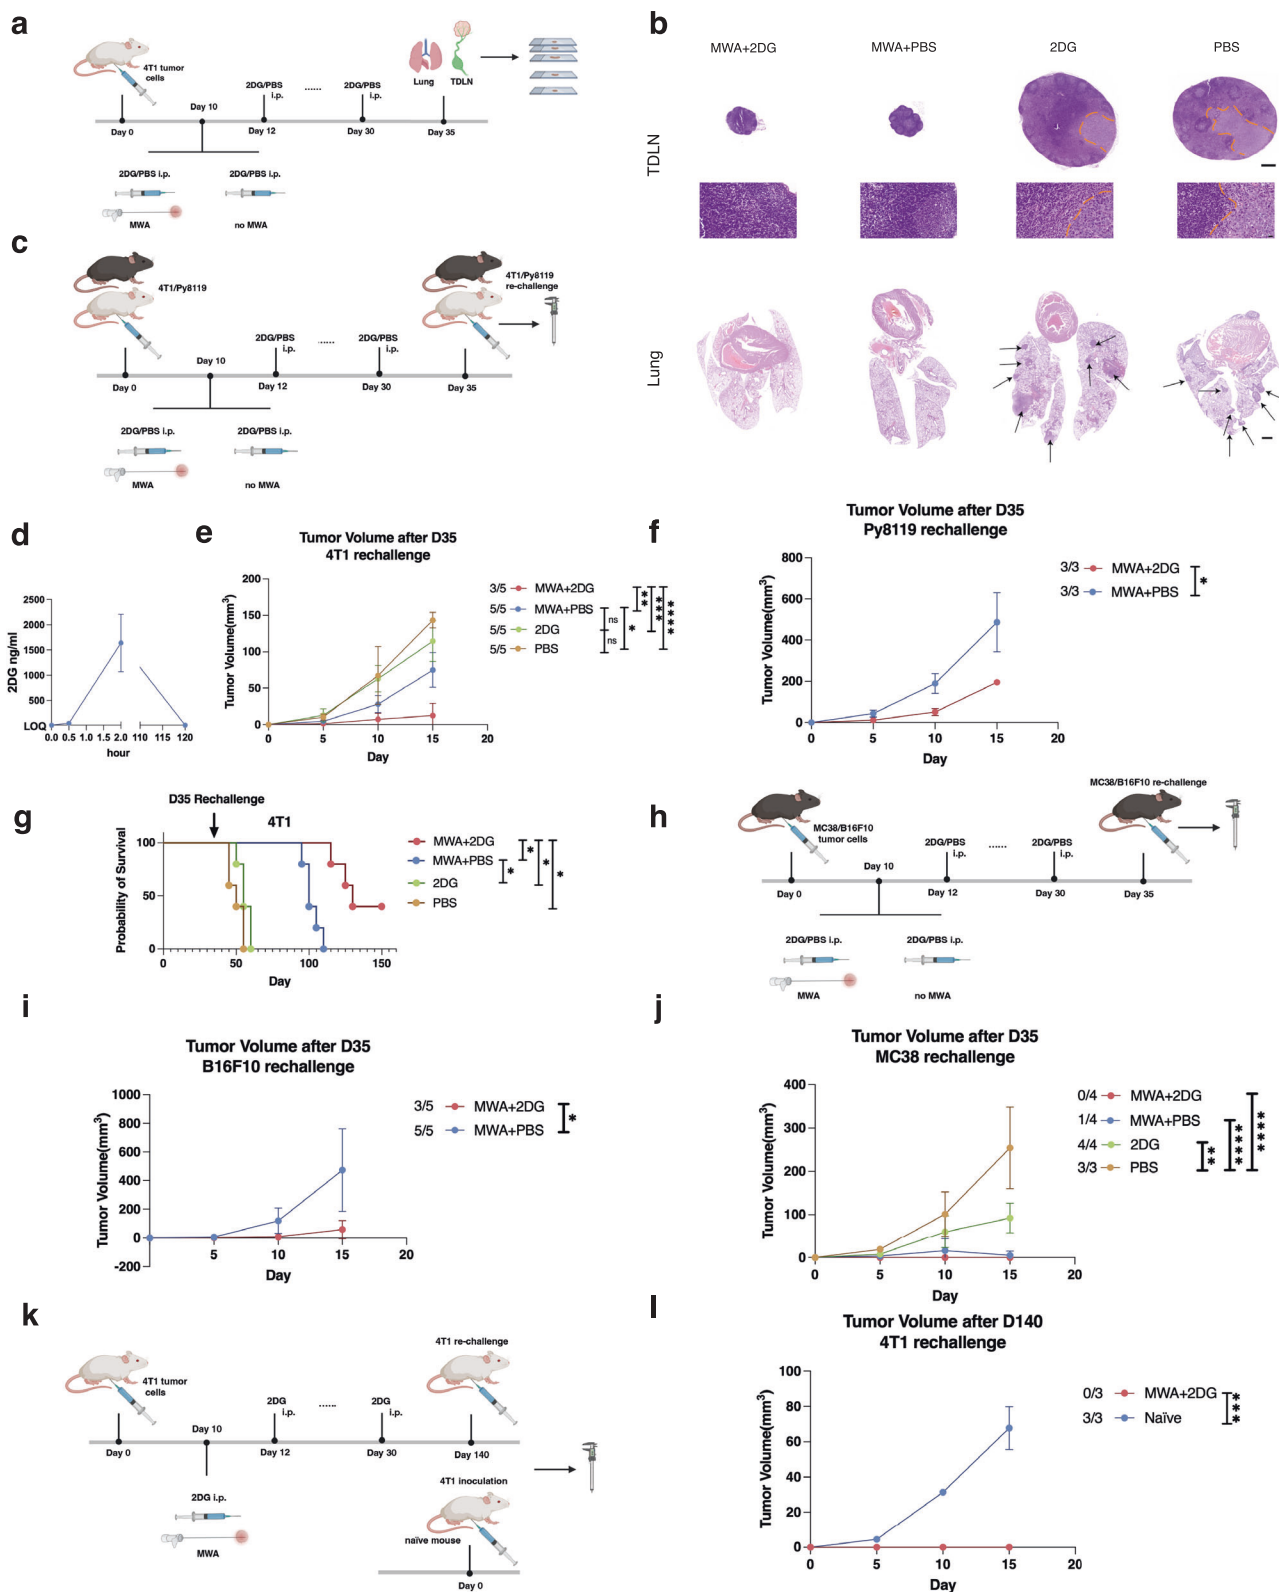 a
4T1 tumor
cells
2DG/PBS
i.p.
......
2DG/PBS
i.p.
Lung
TDLN
Day 10
Day 0
Day 12
Day 30
Day 35
2DG/PBS i.p.
2DG/PBS i.p.
MWA
no MWA
b
MWA+2DG
MWA+PBS
2DG
PBS
TDLN
Lung
c
4T1/Py8119
4T1/Py8119
re-challenge
2DG/PBS
i.p.
......
2DG/PBS
i.p.
Day 10
Day 0
Day 12
Day 30
Day 35
2DG/PBS i.p.
2DG/PBS i.p.
MWA
no MWA
d
2DG ng/ml
2500
2000
1500
1000
500
LOQ
0.0 0.5 1.0 1.5 2.0 110 115 120
hour
e
Tumor Volume after D35
4T1 rechallenge
Tumor Volume(mm³)
200
150
100
50
0
0 5 10 15 20
Day
3/5 MWA+2DG
5/5 MWA+PBS
5/5 2DG
5/5 PBS
ns
ns
*
**
***
****
f
Tumor Volume after D35
Py8119 rechallenge
Tumor Volume(mm³)
800
600
400
200
0
0 5 10 15 20
Day
3/3 MWA+2DG
3/3 MWA+PBS
*
g
D35 Rechallenge
4T1
Probability of Survival
100
50
0
0 50 100 150
Day
MWA+2DG
MWA+PBS
2DG
PBS
*
*
*
*
h
MC38/B16F10
tumor cells
MC38/B16F10 re-challenge
2DG/PBS
i.p.
......
2DG/PBS
i.p.
Day 10
Day 0
Day 12
Day 30
Day 35
2DG/PBS i.p.
2DG/PBS i.p.
MWA
no MWA
i
Tumor Volume after D35
B16F10 rechallenge
Tumor Volume(mm³)
1000
800
600
400
200
0
-200
5 10 15 20
Day
3/5 MWA+2DG
5/5 MWA+PBS
*
j
Tumor Volume after D35
MC38 rechallenge
Tumor Volume(mm³)
400
300
200
100
0
0 5 10 15 20
Day
0/4 MWA+2DG
1/4 MWA+PBS
4/4 2DG
3/3 PBS
**
****
****
k
4T1 tumor
cells
4T1 re-challenge
2DG
i.p.
......
2DG
i.p.
Day 10
Day 0
Day 12
Day 30
Day 140
2DG i.p.
MWA
4T1 inoculation
naïve mouse
Day 0
l
Tumor Volume after D140
4T1 rechallenge
Tumor Volume(mm³)
100
80
60
40
20
0
0 5 10 15 20
Day
0/3 MWA+2DG
3/3 Naïve
***